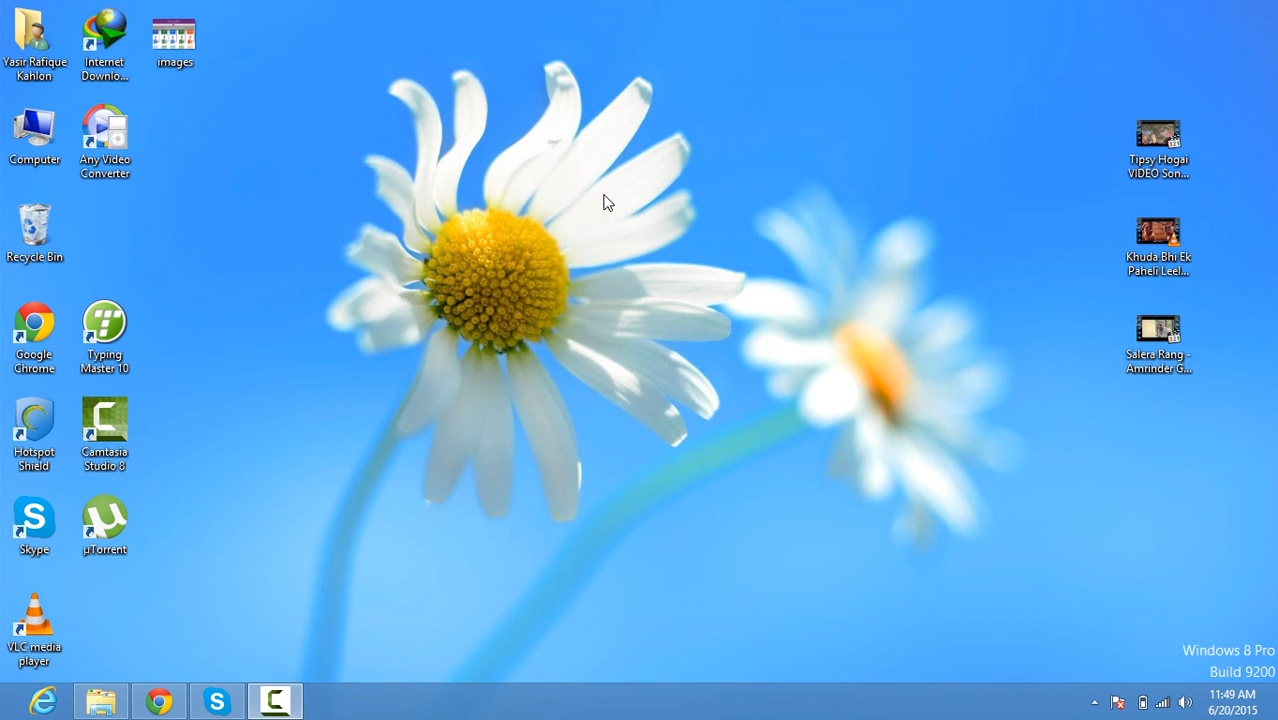 Yasir Rafique
Kahlon
Internet
Downlo...
images
Computer
Any Video
Converter
Recycle Bin
Google
Chrome
Typing
Master 10
Hotspot
Shield
Camtasia
Studio 8
Skype
µTorrent
VLC media
player
Tipsy Hogai
VIDEO Son...
Khuda Bhi Ek
Paheli Leel...
Salera Rang -
Amrinder G...
Windows 8 Pro
Build 9200
11:49 AM
6/20/2015